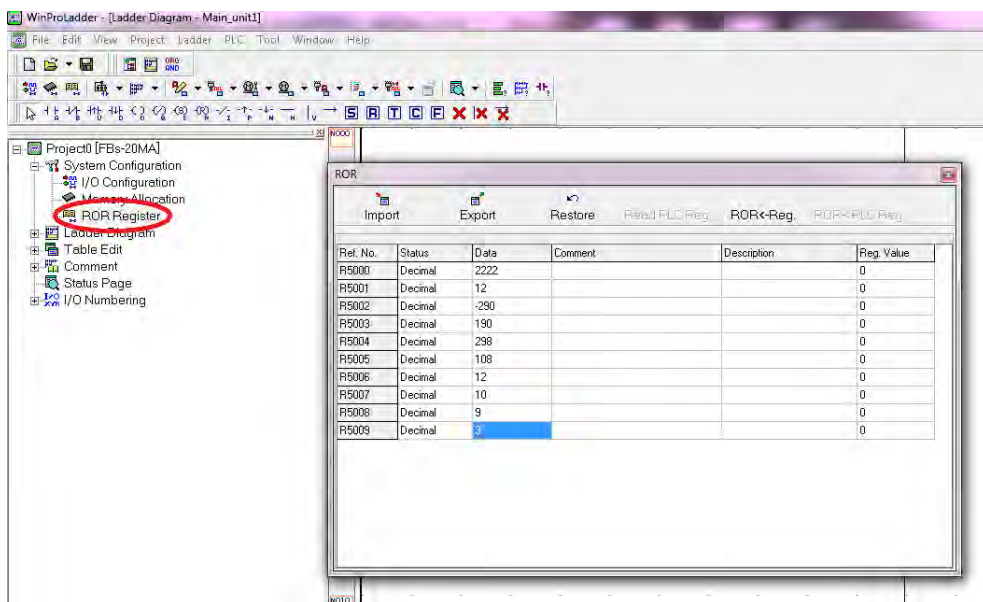 WinProLadder - [Ladder Diagram - Main_unit1]
File Edit View Project Ladder PLC Tool Window Help
ORG
AND
S R T C F
N000
Project0 [FBs-20MA]
System Configuration
I/O Configuration
Memory Allocation
ROR Register
Ladder Diagram
Table Edit
Comment
Status Page
I/O Numbering
ROR
Import Export Restore Read PLC Reg. ROR<-Reg. ROR<-PLC Reg.
Ref. No. Status Data Comment Description Reg. Value
R5000 Decimal 2222 0
R5001 Decimal 12 0
R5002 Decimal -290 0
R5003 Decimal 190 0
R5004 Decimal 298 0
R5005 Decimal 108 0
R5006 Decimal 12 0
R5007 Decimal 10 0
R5008 Decimal 9 0
R5009 Decimal 3 0
N010